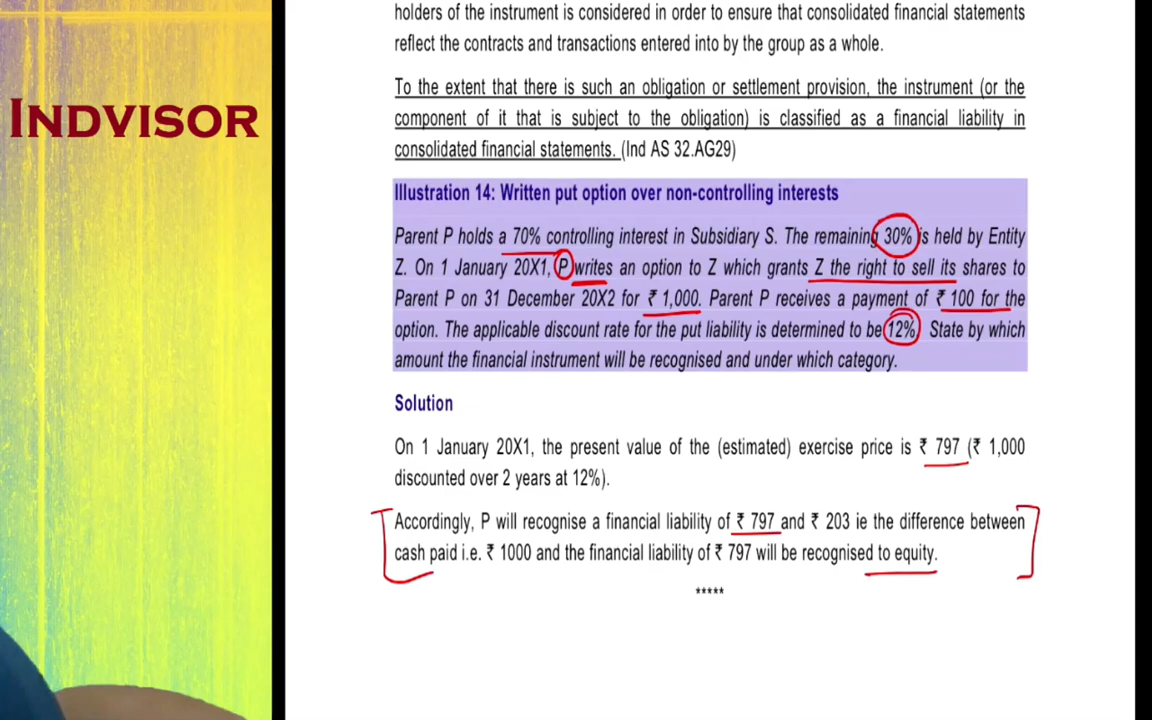 holders of the instrument is considered in order to ensure that consolidated financial statements
reflect the contracts and transactions entered into by the group as a whole.
INDVISOR
To the extent that there is such an obligation or settlement provision, the instrument (or the
component of it that is subject to the obligation) is classified as a financial liability in
consolidated financial statements. (Ind AS 32.AG29)
Illustration 14: Written put option over non-controlling interests
Parent P holds a 70% controlling interest in Subsidiary S. The remaining 30% is held by Entity
Z. On 1 January 20X1, P writes an option to Z which grants Z the right to sell its shares to
Parent P on 31 December 20X2 for ₹ 1,000. Parent P receives a payment of ₹ 100 for the
option. The applicable discount rate for the put liability is determined to be 12%. State by which
amount the financial instrument will be recognised and under which category.
Solution
On 1 January 20X1, the present value of the (estimated) exercise price is ₹ 797 (₹ 1,000
discounted over 2 years at 12%).
Accordingly, P will recognise a financial liability of ₹ 797 and ₹ 203 ie the difference between
cash paid i.e. ₹ 1000 and the financial liability of ₹ 797 will be recognised to equity.
*****